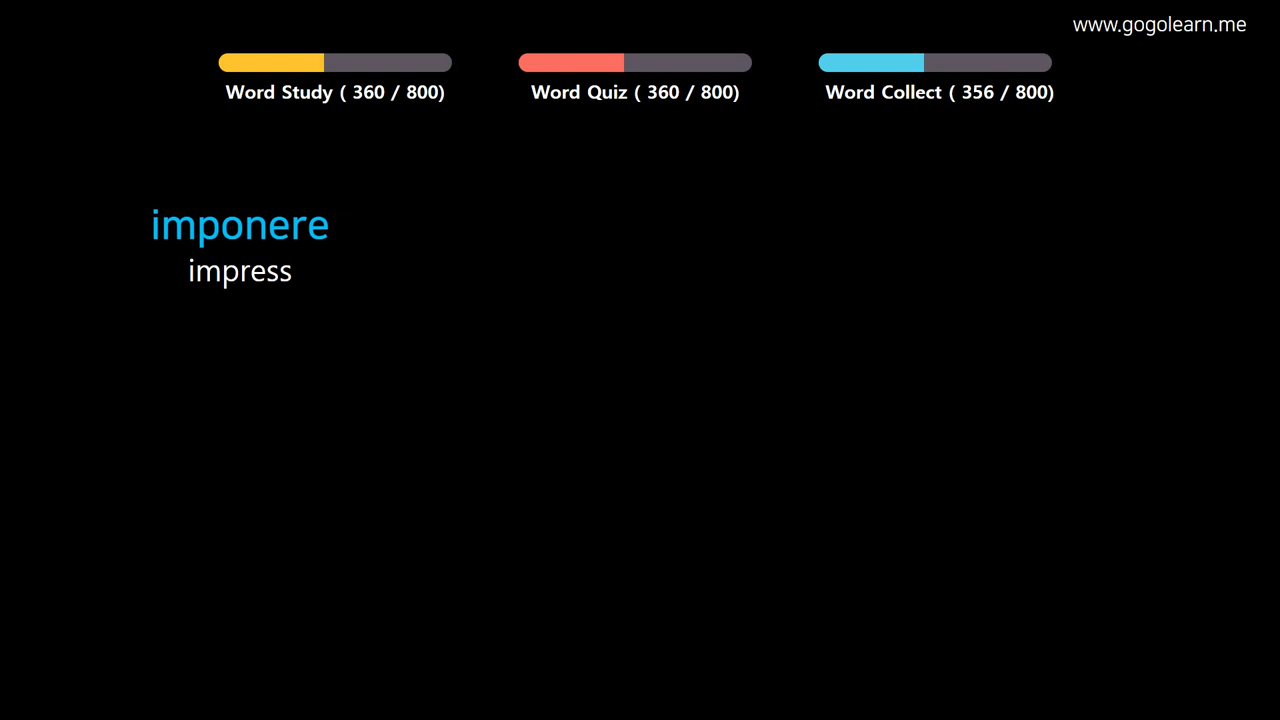 www.gogolearn.me
Word Study ( 360 / 800)
Word Quiz ( 360 / 800)
Word Collect ( 356 / 800)
imponere
impress